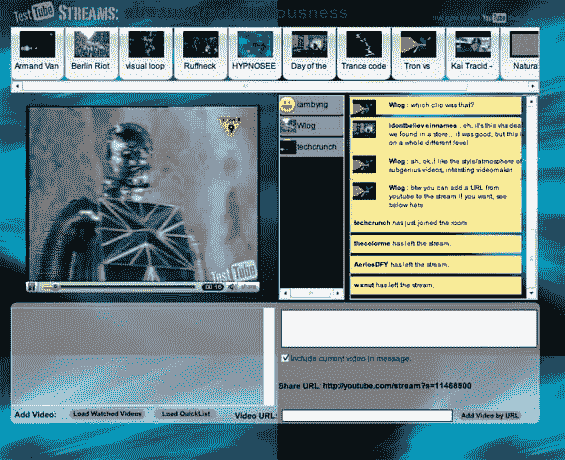 Test Tube STREAMS:
YouTube
Armand Van
Berlin Riot
visual loop
Ruffneck
HYPNOSEE
Day of the
Trance code
Tron vs
Kai Tracid -
Natura
iambyng
Wlog
techcrunch
Wlog : which clip was that?
idontbelieveinnames : eh, it's this vhs dead
we found in a store... it was good, but this is
on a whole different level
Wlog : ah, ok, I like the style/atmosphere of
subgenius videos, intersting videomaker
Wlog : btw you can add a URL from
youtube to the stream if you want, see
below here
techcrunch has just joined the room
thecolorme has left the stream.
AeriosDFY has left the stream.
wxnut has left the stream.
Test Tube
00:16
share
Include current video in message.
Share URL: http://youtube.com/stream?s=11468800
Add Video:
Load Watched Videos
Load QuickList
Video URL:
Add Video by URL